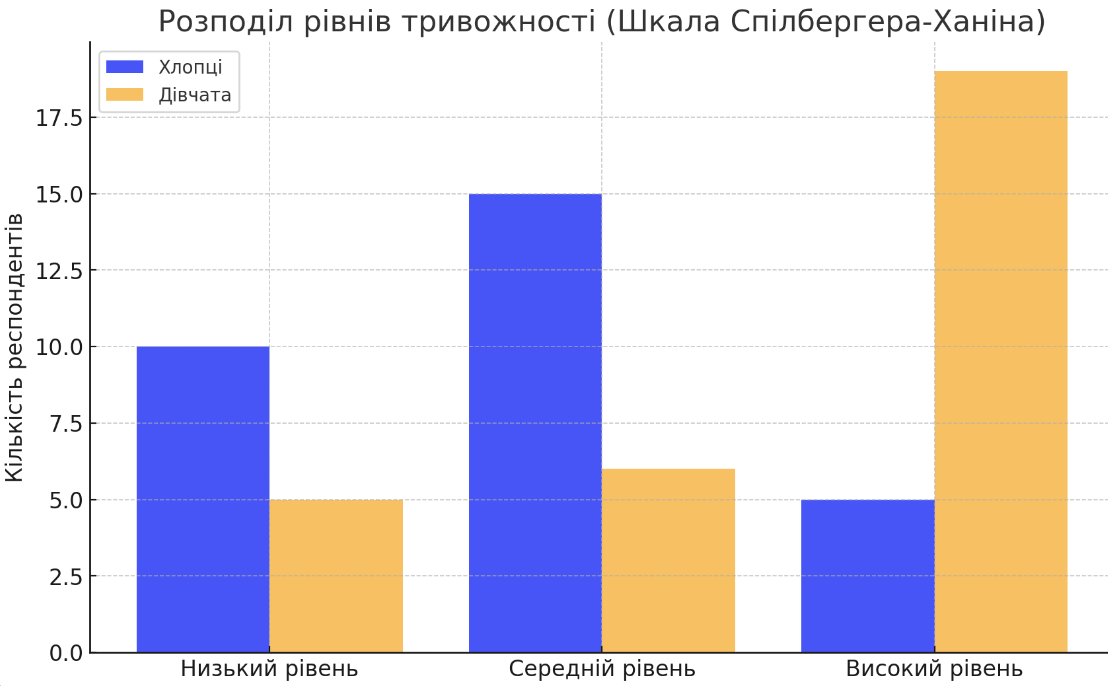 Розподіл рівнів тривожності (Шкала Спілбергера-Ханіна)
Хлопці
Дівчата
Кількість респондентів
17.5
15.0
12.5
10.0
7.5
5.0
2.5
0.0
Низький рівень
Середній рівень
Високий рівень